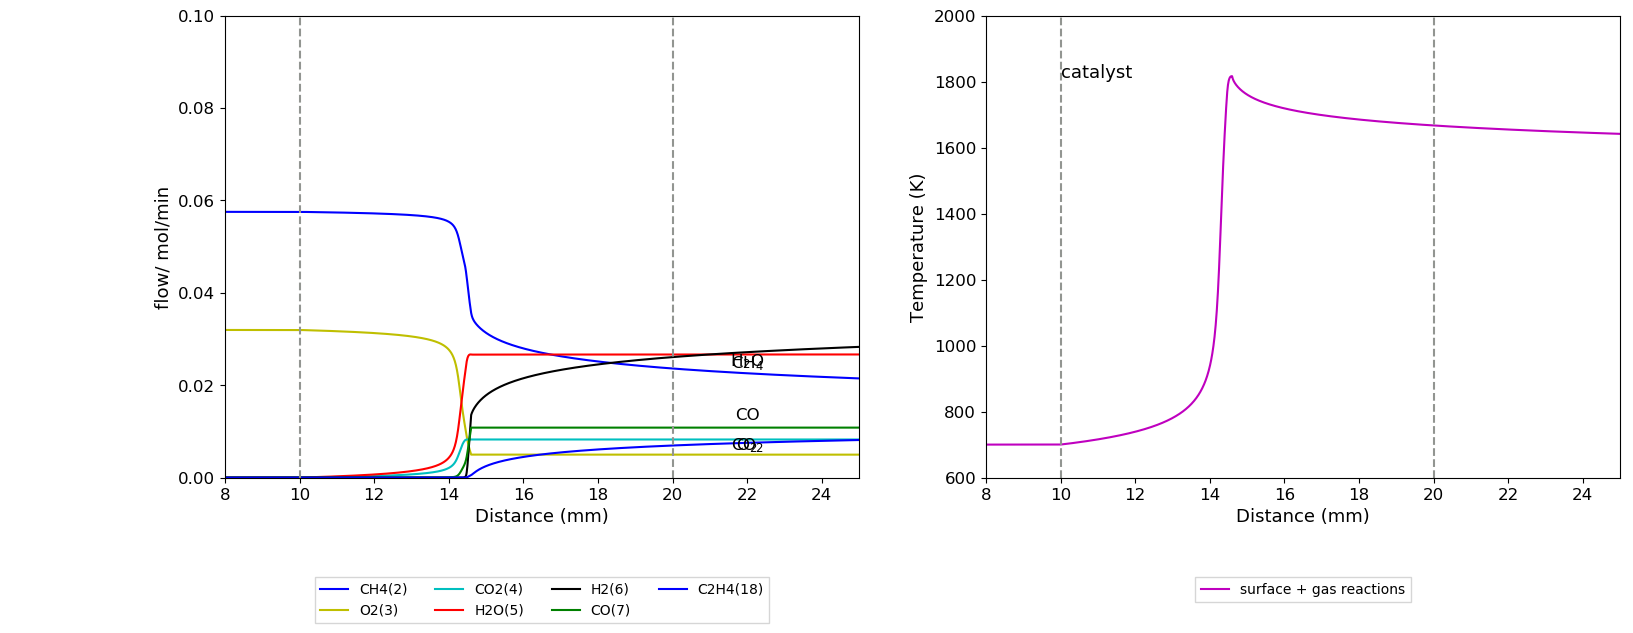 0.10
0.08
0.06
0.04
0.02
0.00
flow/ mol/min
8 10 12 14 16 18 20 22 24
Distance (mm)
CO
CH4(2) CO2(4) H2(6) C2H4(18)
O2(3) H2O(5) CO(7)
2000
1800
1600
1400
1200
1000
800
600
Temperature (K)
catalyst
8 10 12 14 16 18 20 22 24
Distance (mm)
surface + gas reactions